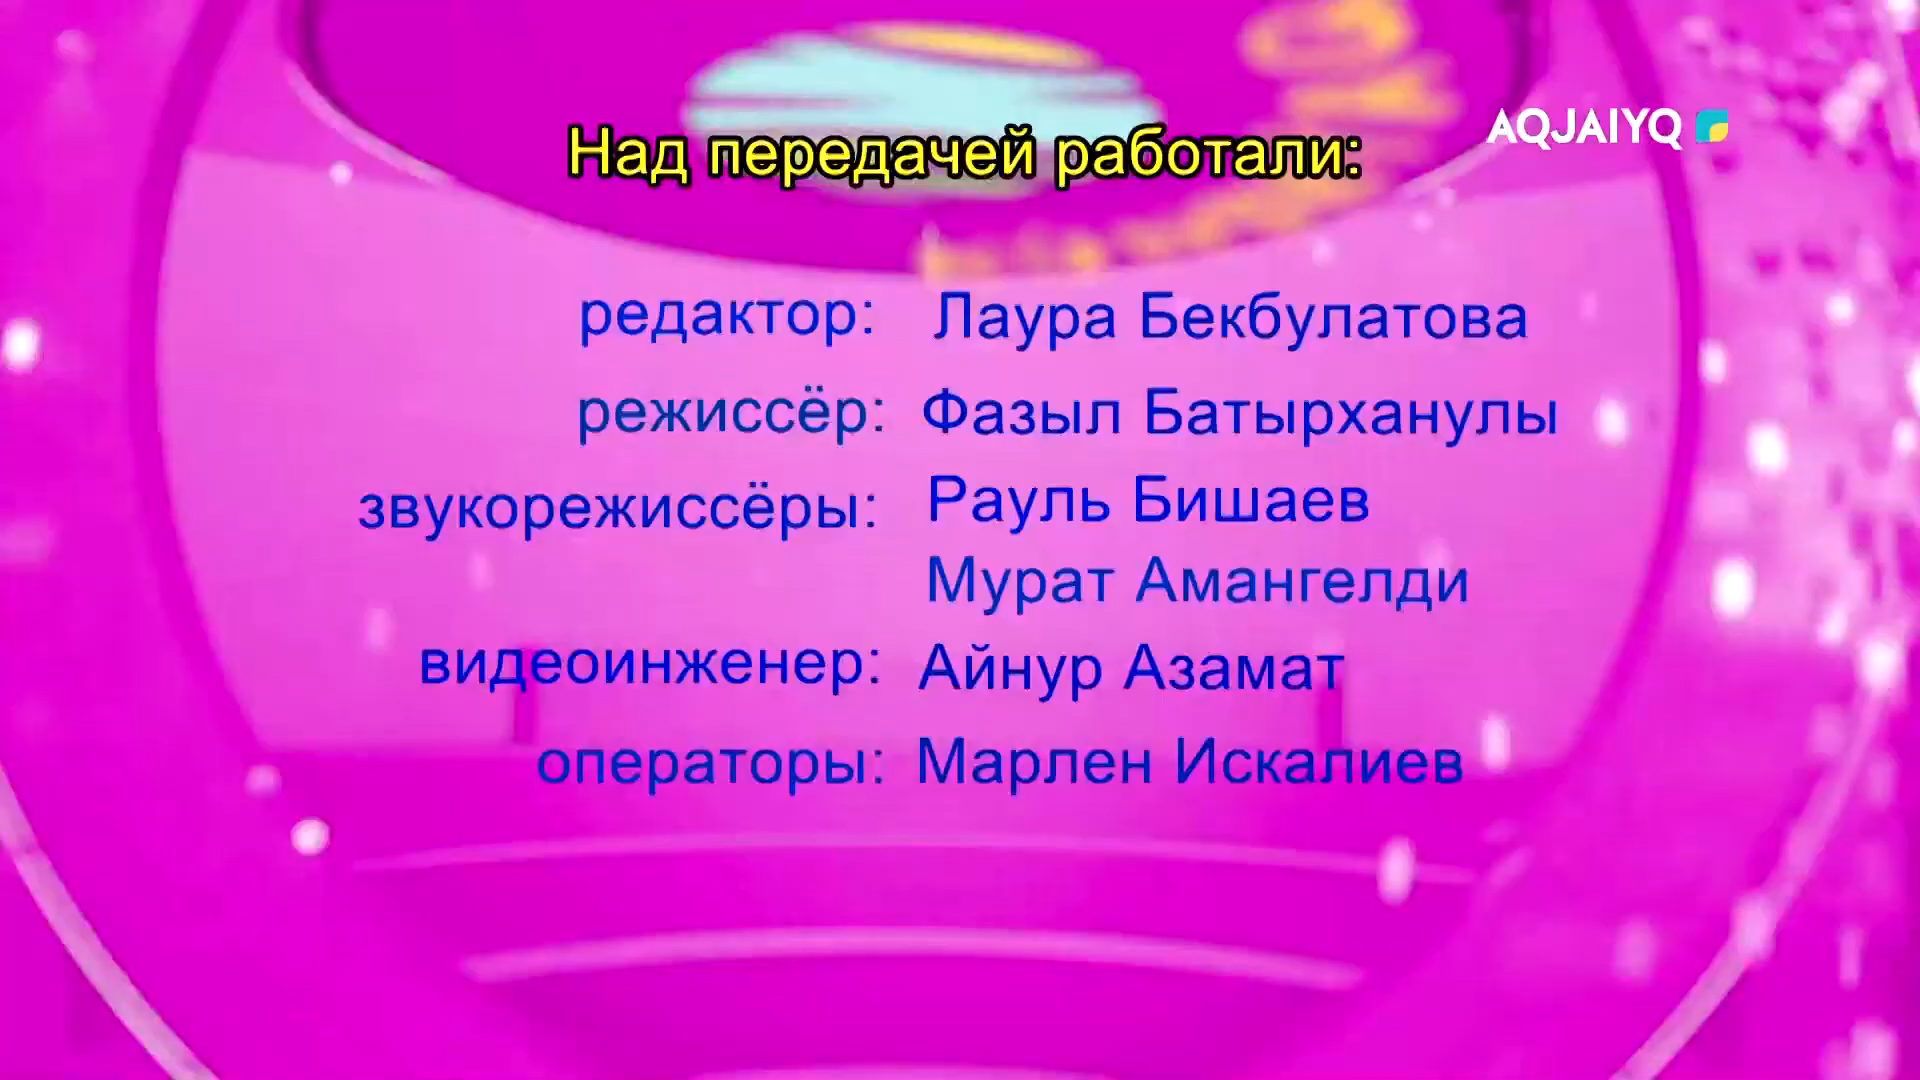 AQJAIYQ
Над передачей работали:
редактор: Лаура Бекбулатова
режиссёр: Фазыл Батырханулы
звукорежиссёры: Рауль Бишаев
Мурат Амангелди
видеоинженер: Айнур Азамат
операторы: Марлен Искалиев